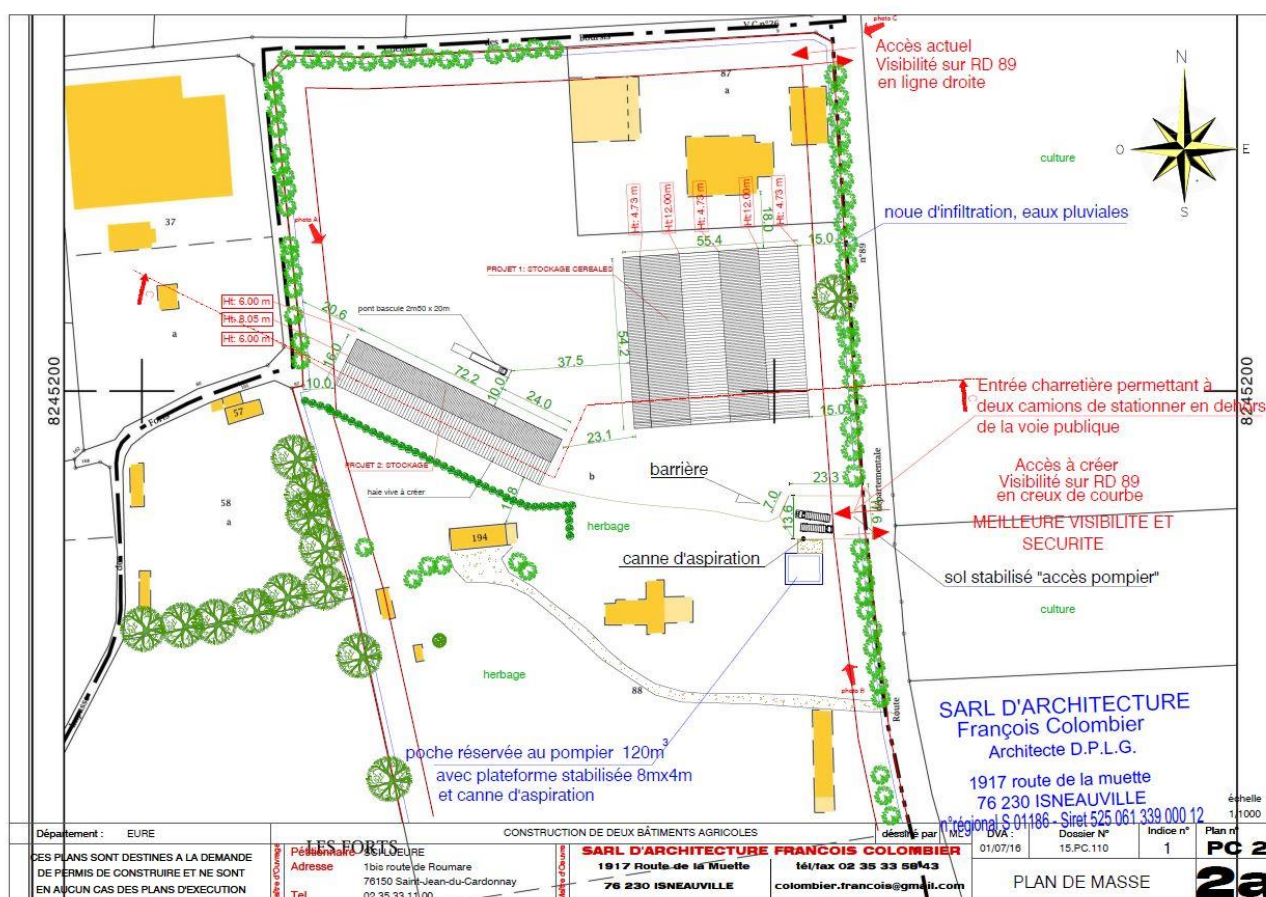 photo C
V.C n°26
des
Boursis
Accès actuel
Visibilité sur RD 89
en ligne droite
N
O
E
S
87
a
culture
37
noue d'infiltration, eaux pluviales
Ht: 4.73 m
Ht:12.00m
Ht: 4.73 m
Ht:12.00 m
Ht: 4.73 m
18.0
55.4
15.0
n°89
photo A
PROJET 1: STOCKAGE CEREALES
pont bascule 2m50 x 20m
Ht: 6.00 m
Ht: 8.05 m
Ht: 6.00 m
20.6
16.0
10.0
a
72.2
10.0
24.0
37.5
54.2
23.1
15.0
8245200
8245200
Entrée charretière permettant à
deux camions de stationner en dehors
de la voie publique
57
Forts
PROJET 2: STOCKAGE
haie vive à créer
b
barrière
23.3
7.0
13.6
départementale
Accès à créer
Visibilité sur RD 89
en creux de courbe
MEILLEURE VISIBILITE ET
SECURITE
58
a
herbage
194
canne d'aspiration
sol stabilisé "accès pompier"
culture
herbage
88
photo B
Route
poche réservée au pompier 120m3
avec plateforme stabilisée 8mx4m
et canne d'aspiration
SARL D'ARCHITECTURE
François Colombier
Architecte D.P.L.G.
1917 route de la muette
76 230 ISNEAUVILLE
n°régional S 01186 - Siret 525 061 339 000 12
échelle
1/1000
Département : EURE
CONSTRUCTION DE DEUX BÂTIMENTS AGRICOLES
dessiné par ML
DVA :
01/07/16
Dossier N°
15.PC.110
Indice n°
1
Plan n°
PC 2
2a
LES FORTS
CES PLANS SONT DESTINES A LA DEMANDE
DE PERMIS DE CONSTRUIRE ET NE SONT
EN AUCUN CAS DES PLANS D'EXECUTION
Maître d'Ouvrage
Pétitionnaire
Adresse 1bis route de Roumare
76150 Saint-Jean-du-Cardonnay
Tel 02 35 33 11 00
Maître d'Oeuvre
SARL D'ARCHITECTURE FRANCOIS COLOMBIER
1917 Route de la Muette
76 230 ISNEAUVILLE
tél/fax 02 35 33 58 43
colombier.francois@gmail.com
PLAN DE MASSE